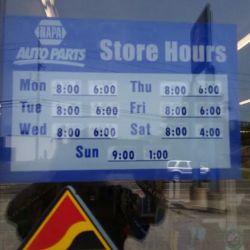 NAPA
AUTO PARTS
Store Hours
Mon 8:00 6:00 Thu 8:00 6:00
Tue 8:00 6:00 Fri 8:00 6:00
Wed 8:00 6:00 Sat 8:00 4:00
Sun 9:00 1:00